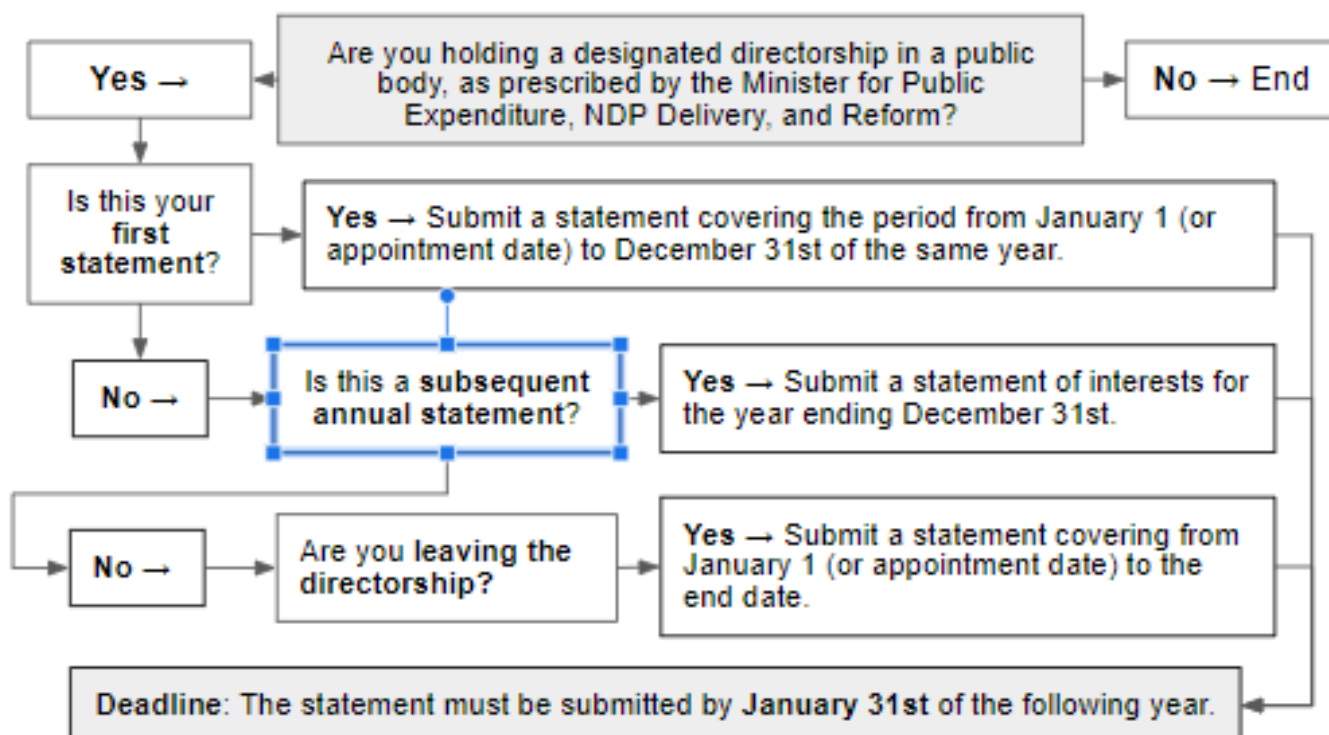 Are you holding a designated directorship in a public
body, as prescribed by the Minister for Public
Expenditure, NDP Delivery, and Reform?
Yes →
No → End
Is this your
first
statement?
Yes → Submit a statement covering the period from January 1 (or
appointment date) to December 31st of the same year.
No →
Is this a subsequent
annual statement?
Yes → Submit a statement of interests for
the year ending December 31st.
No →
Are you leaving the
directorship?
Yes → Submit a statement covering from
January 1 (or appointment date) to the
end date.
Deadline: The statement must be submitted by January 31st of the following year.